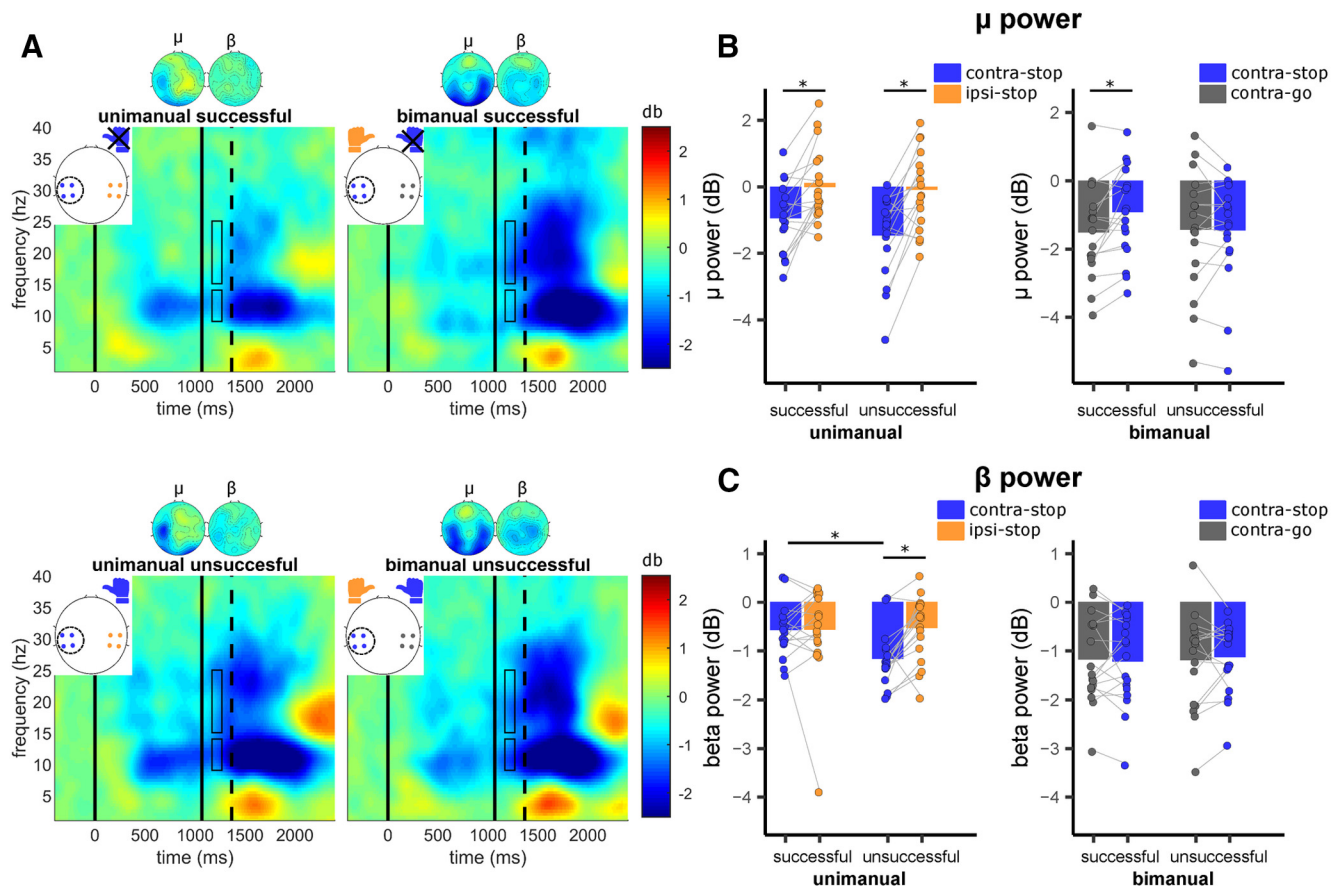 A
μ β
μ β
unimanual successful
bimanual successful
db
40
35
30
25
20
15
10
5
frequency (hz)
0 500 1000 1500 2000
time (ms)
0 500 1000 1500 2000
time (ms)
2
1
0
-1
-2
μ β
μ β
unimanual unsuccesful
bimanual unsuccessful
db
40
35
30
25
20
15
10
5
frequency (hz)
0 500 1000 1500 2000
time (ms)
0 500 1000 1500 2000
time (ms)
2
1
0
-1
-2
B
μ power
contra-stop
ipsi-stop
* *
2
0
−2
−4
μ power (dB)
successful unsuccessful
unimanual
contra-stop
contra-go
*
2
0
−2
−4
μ power (dB)
successful unsuccessful
bimanual
C
β power
contra-stop
ipsi-stop
* *
1
0
−1
−2
−3
−4
beta power (dB)
successful unsuccessful
unimanual
contra-stop
contra-go
1
0
−1
−2
−3
−4
beta power (dB)
successful unsuccessful
bimanual